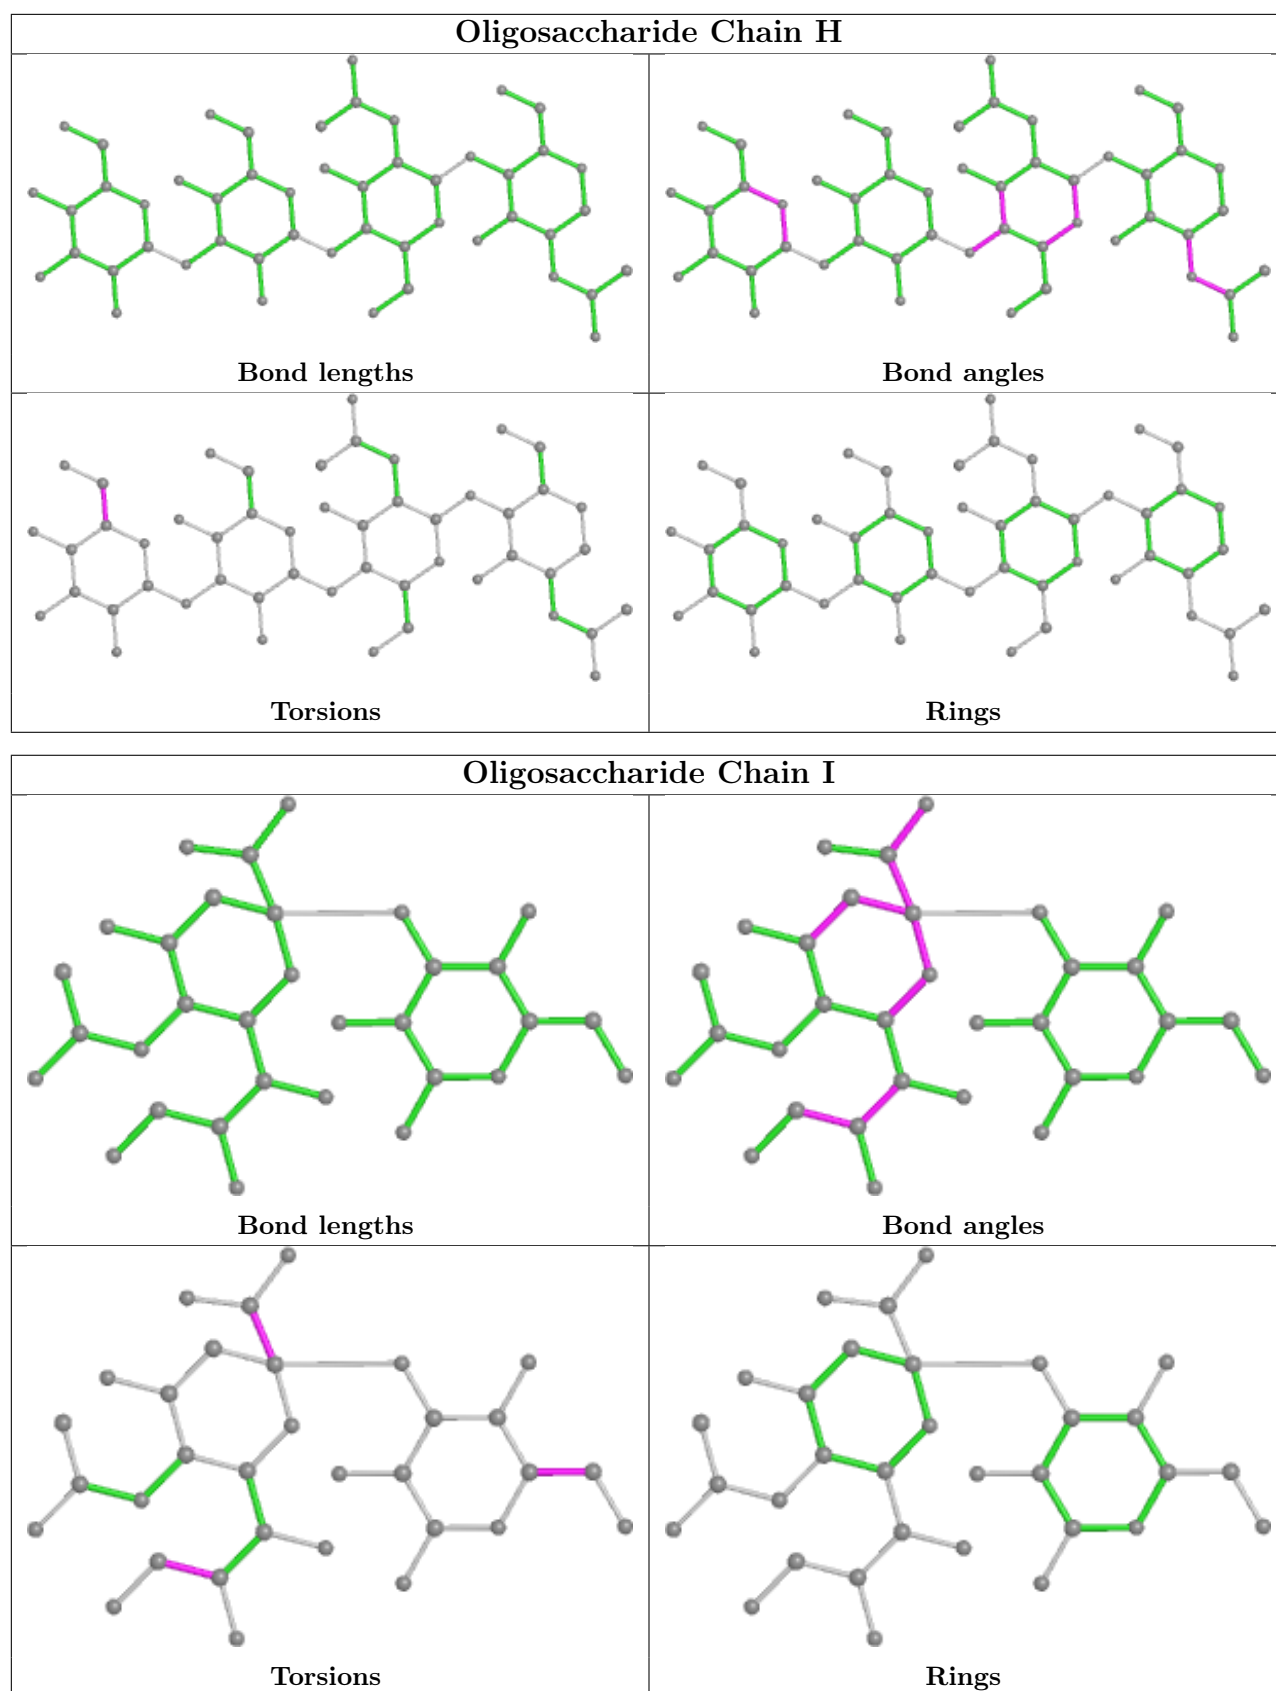 Oligosaccharide Chain H
Bond lengths
Bond angles
Torsions
Rings
Oligosaccharide Chain I
Bond lengths
Bond angles
Torsions
Rings